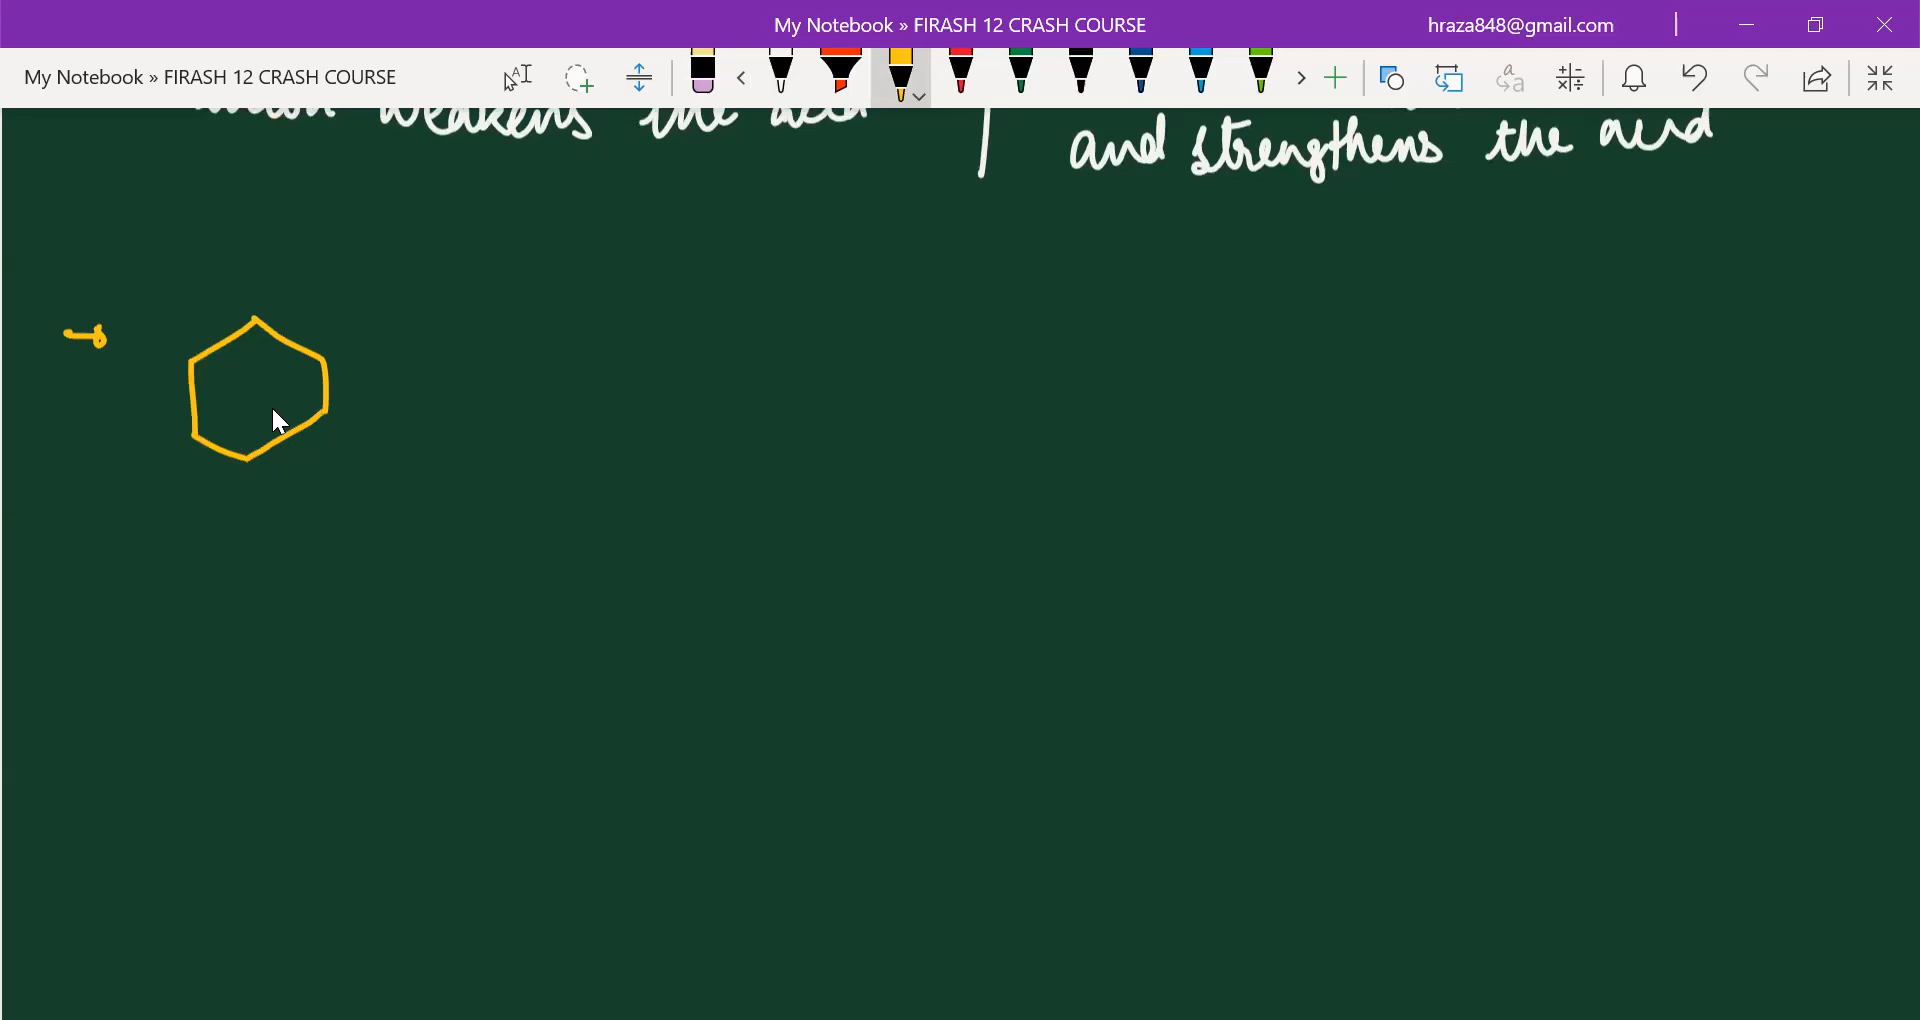 My Notebook » FIRASH 12 CRASH COURSE
hraza848@gmail.com
My Notebook » FIRASH 12 CRASH COURSE
weakens the acid
and strengthens the acid